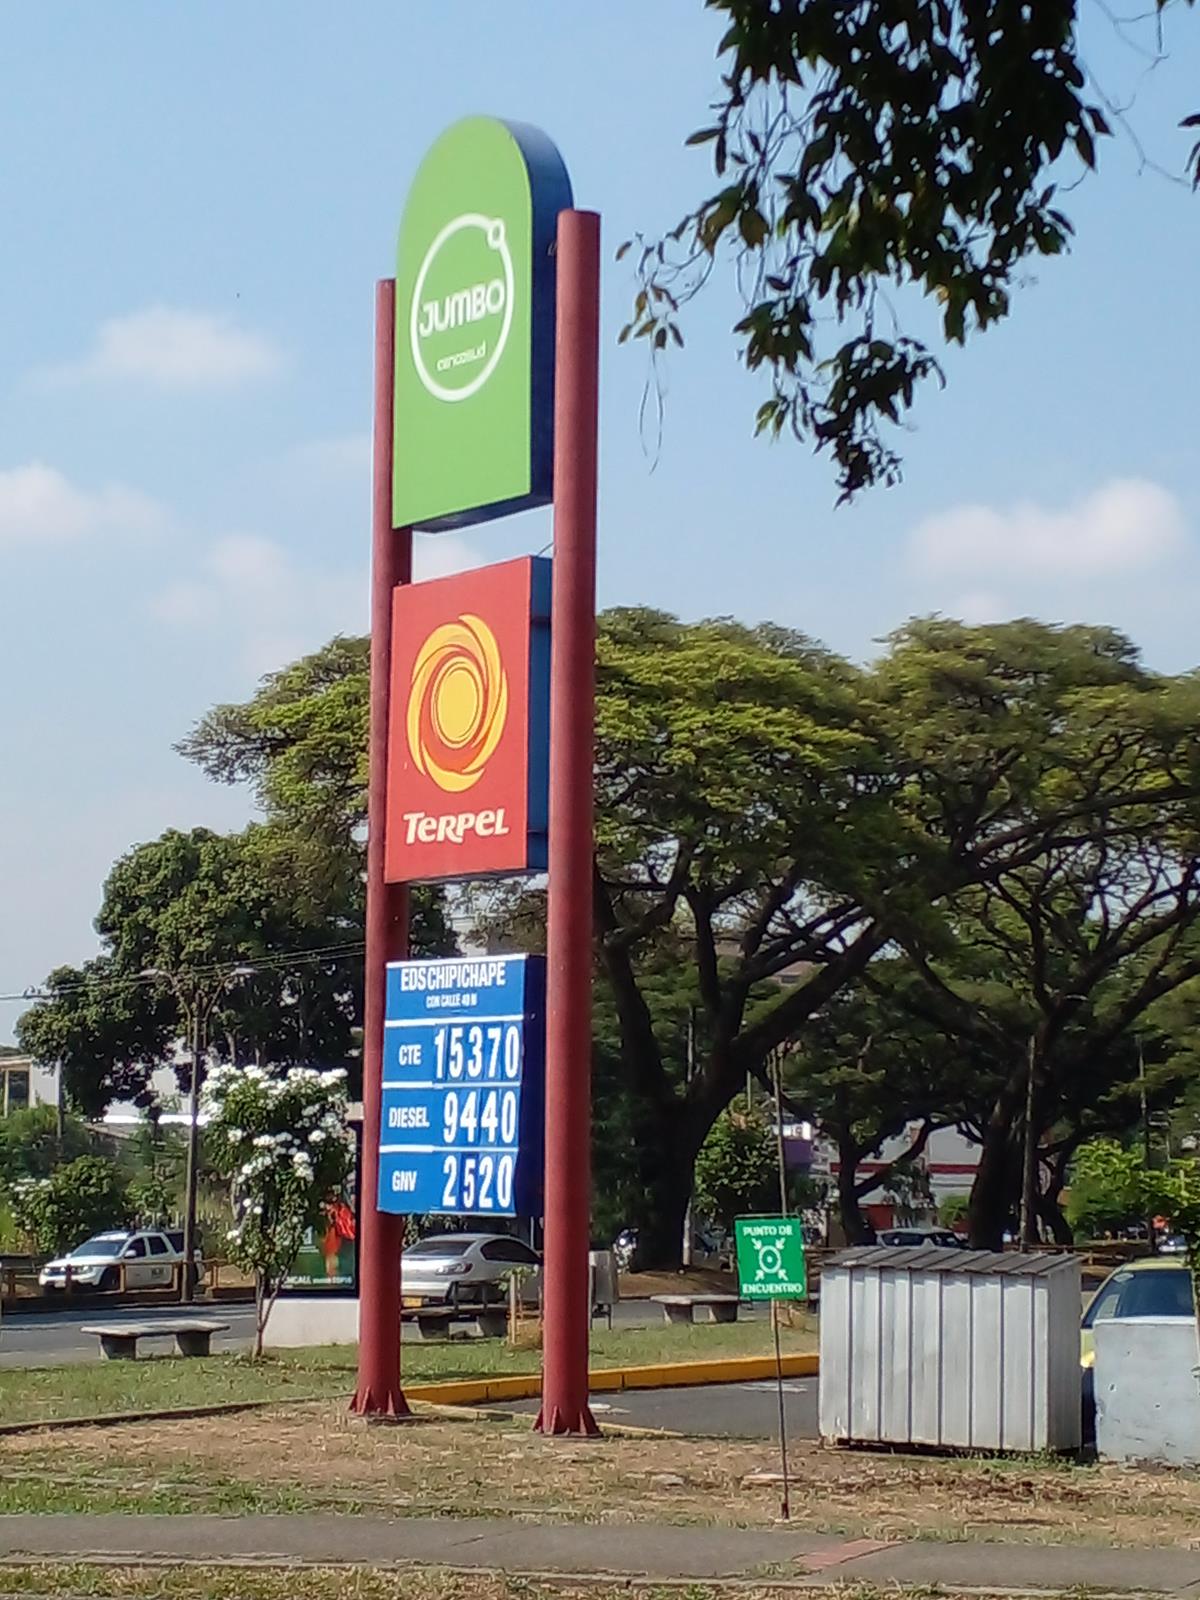 JUMBO
cencosud
TERPEL
EDS CHIPICHAPE
CON CALLE 40 N
CTE 15370
DIESEL 9440
GNV 2520
PUNTO DE
ENCUENTRO